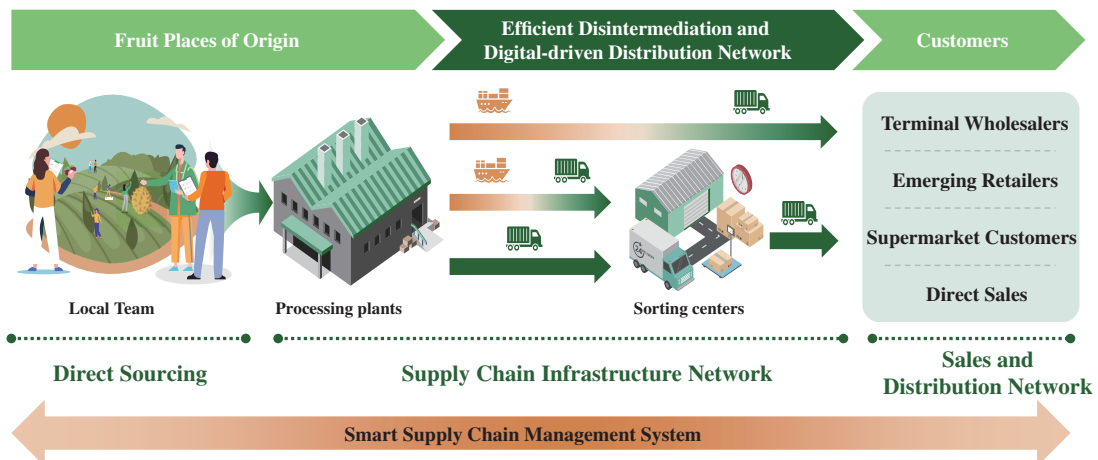 Fruit Places of Origin
Efficient Disintermediation and
Digital-driven Distribution Network
Customers
Terminal Wholesalers
Emerging Retailers
Supermarket Customers
Direct Sales
Local Team
Processing plants
Sorting centers
Direct Sourcing
Supply Chain Infrastructure Network
Sales and
Distribution Network
Smart Supply Chain Management System